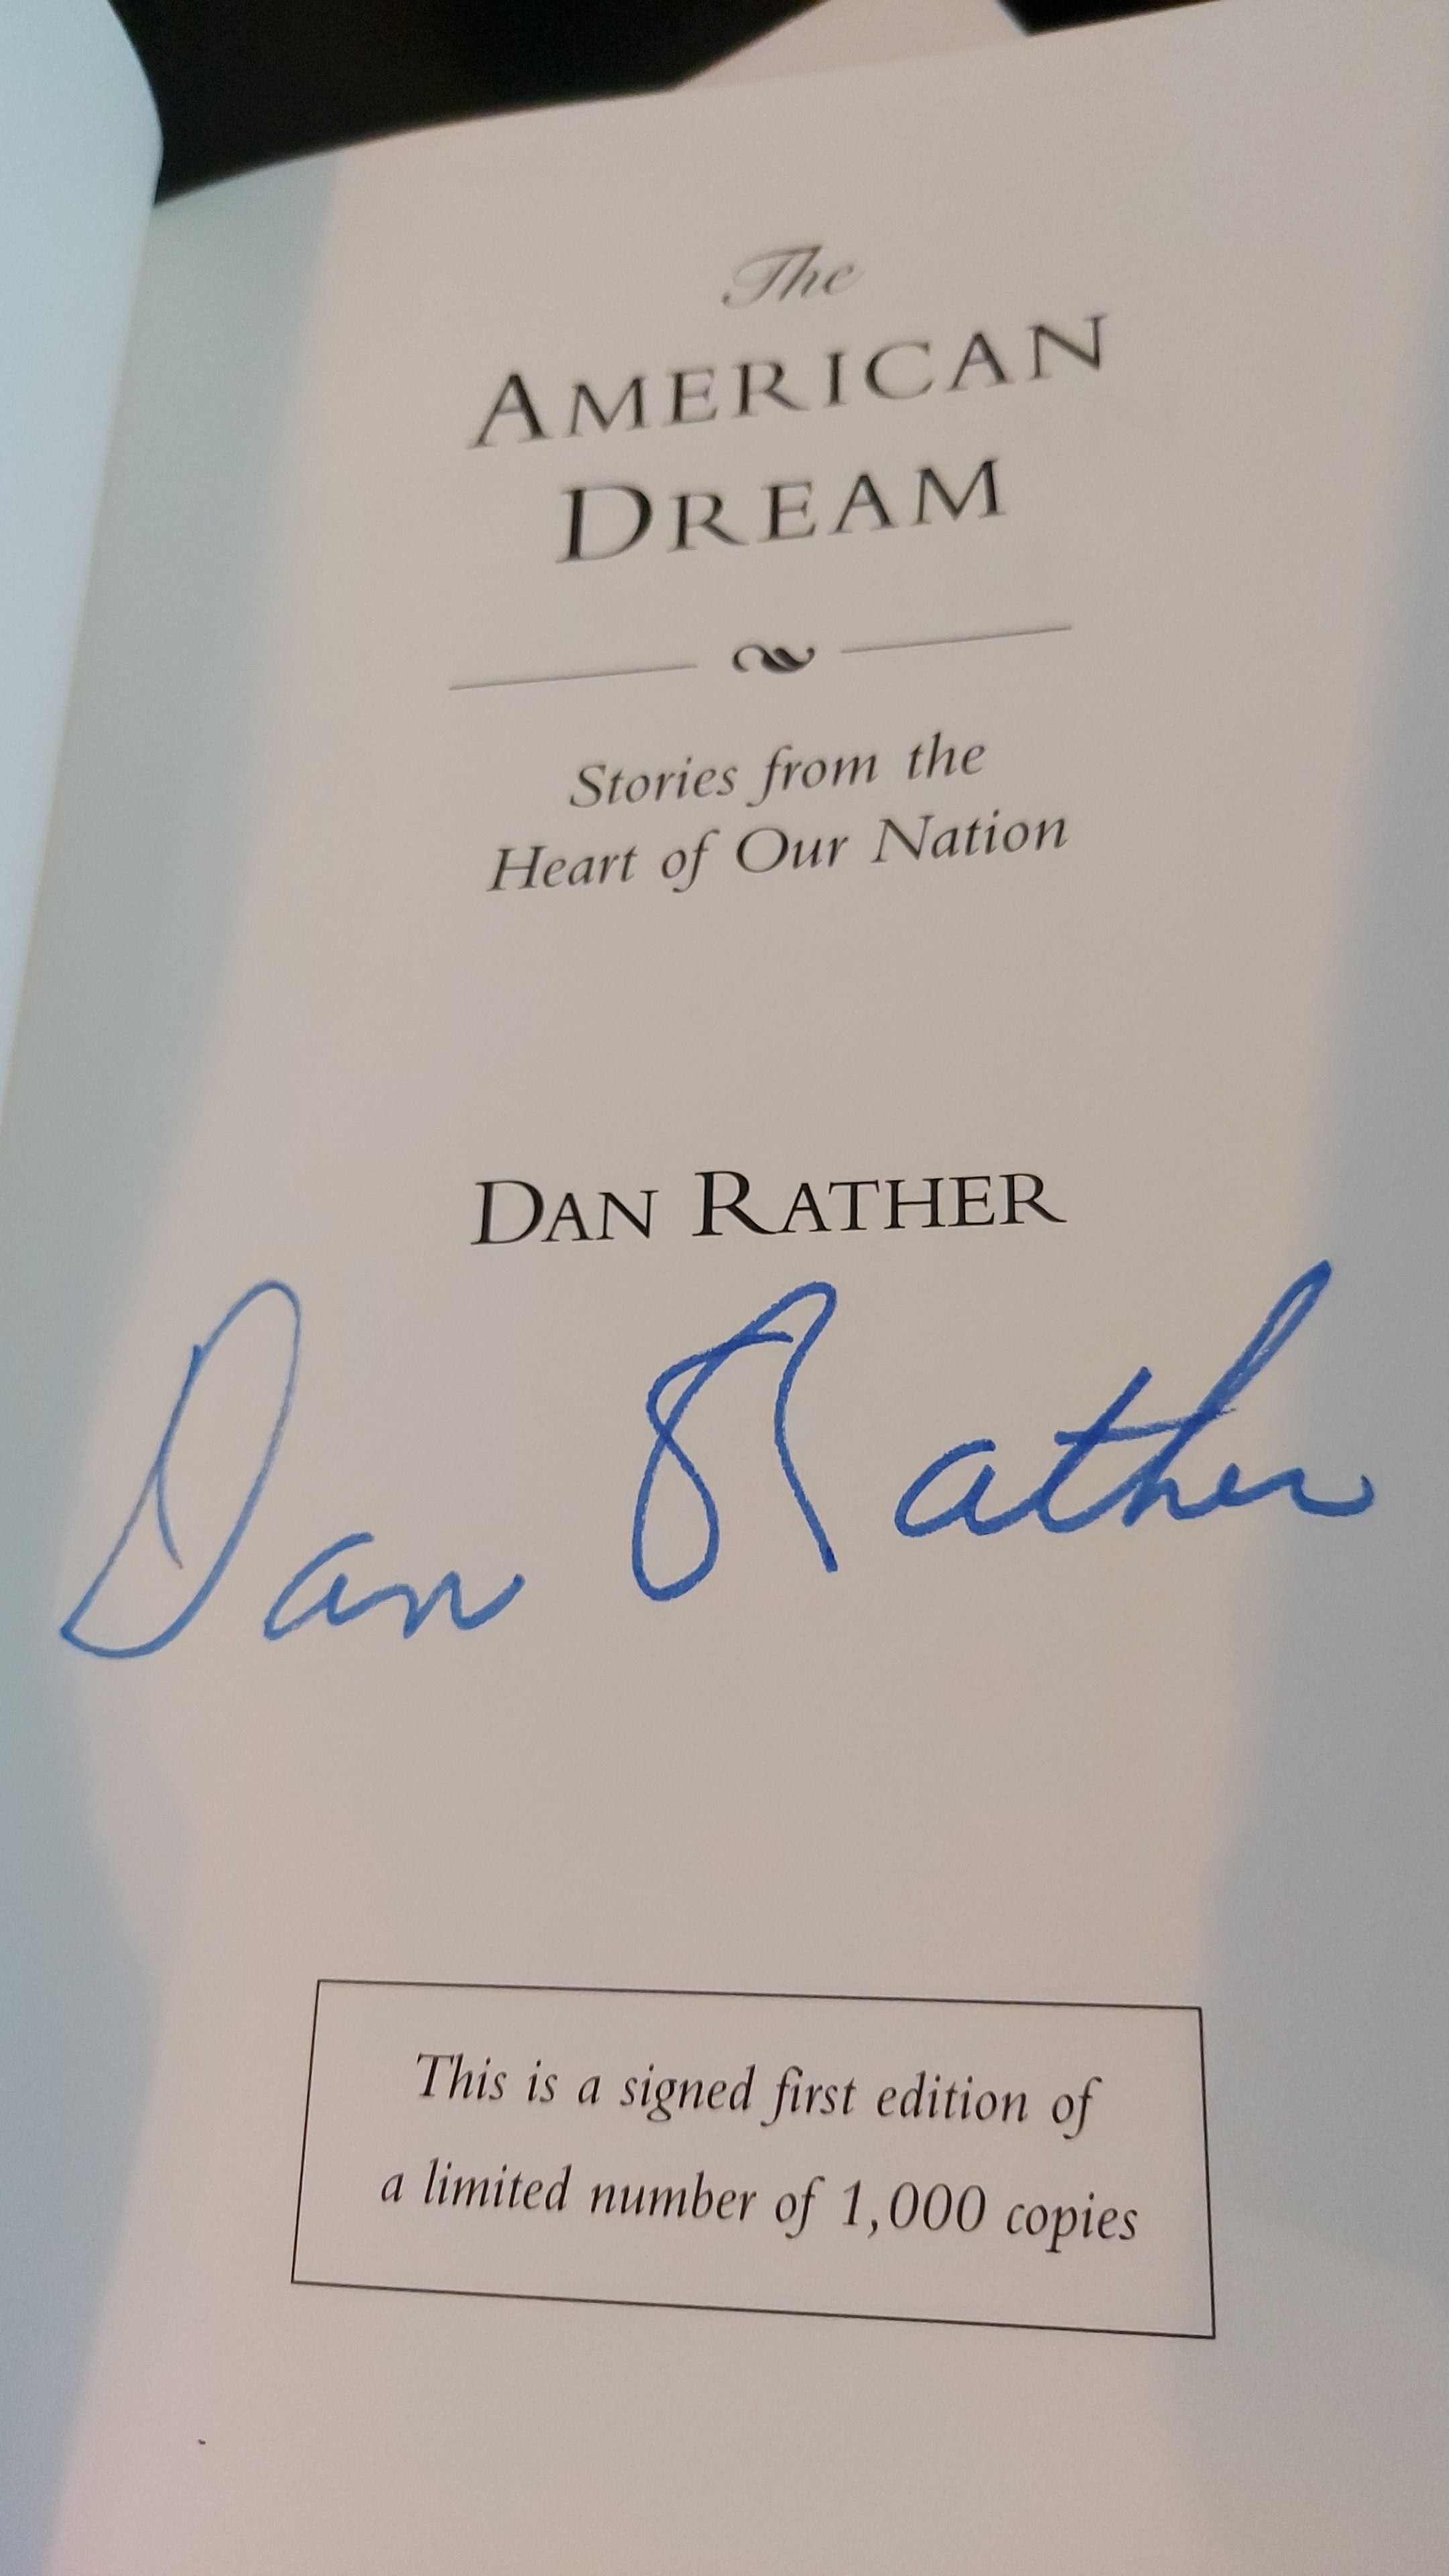 The
AMERICAN
DREAM
Stories from the
Heart of Our Nation
DAN RATHER
Dan Rather
This is a signed first edition of
a limited number of 1,000 copies